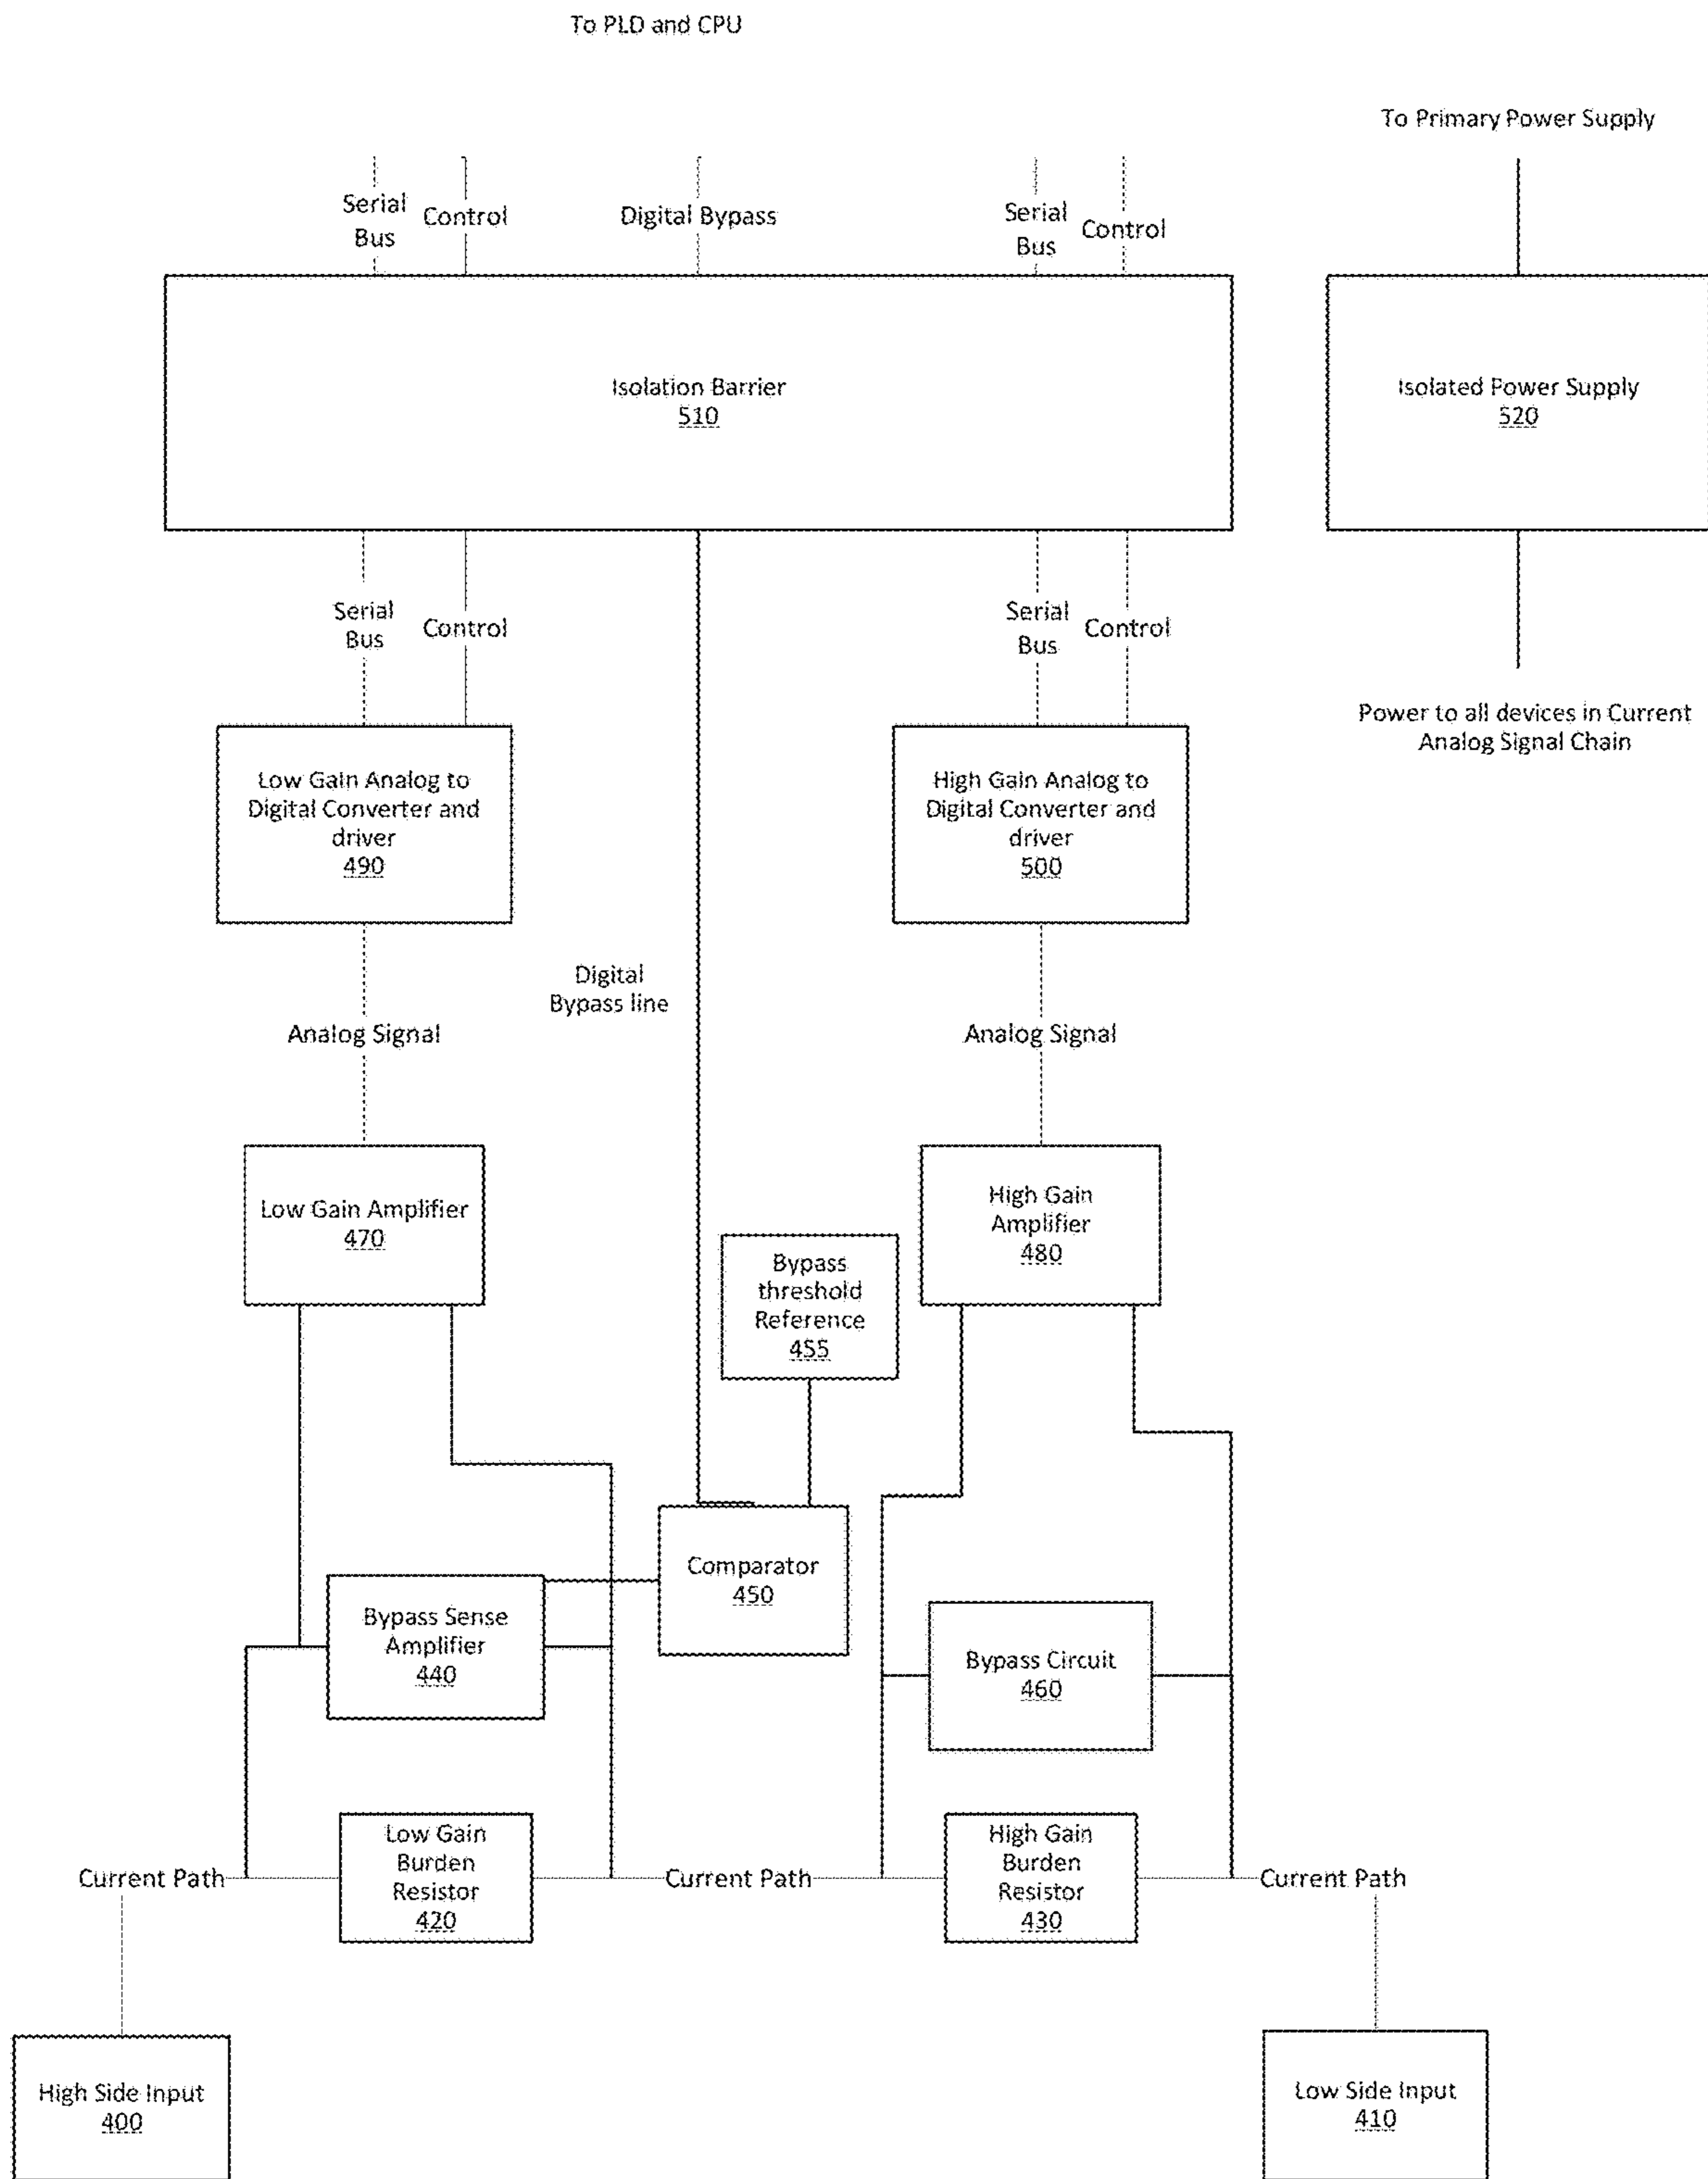 To PLD and CPU
To Primary Power Supply
Serial
Bus
Control
Digital Bypass
Serial
Bus
Control
Isolation Barrier
510
Isolated Power Supply
520
Serial
Bus
Control
Serial
Bus
Control
Power to all devices in Current
Analog Signal Chain
Low Gain Analog to
Digital Converter and
driver
490
High Gain Analog to
Digital Converter and
driver
500
Digital
Bypass line
Analog Signal
Analog Signal
Low Gain Amplifier
470
High Gain
Amplifier
480
Bypass
threshold
Reference
455
Comparator
450
Bypass Sense
Amplifier
440
Bypass Circuit
460
Current Path
Low Gain
Burden
Resistor
420
Current Path
High Gain
Burden
Resistor
430
Current Path
High Side Input
400
Low Side Input
410